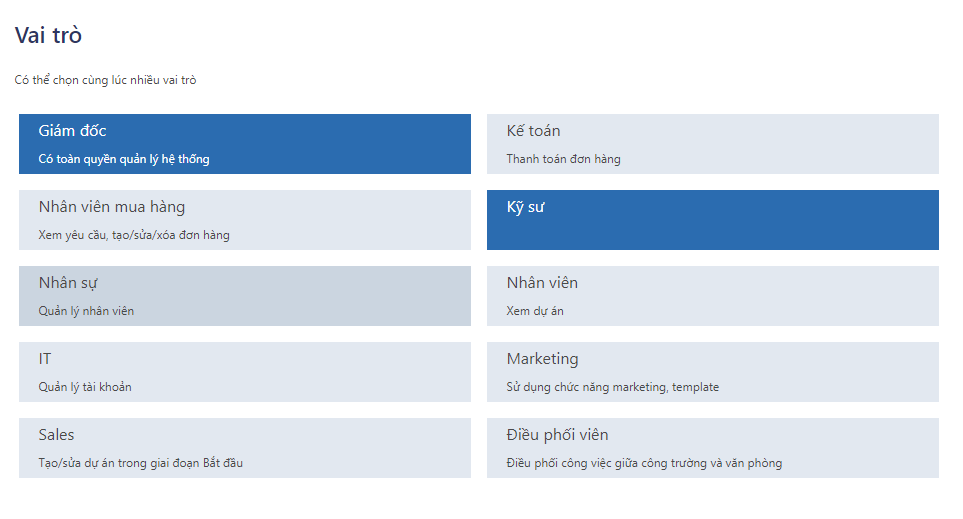 Vai trò
Có thể chọn cùng lúc nhiều vai trò
Giám đốc
Có toàn quyền quản lý hệ thống
Kế toán
Thanh toán đơn hàng
Nhân viên mua hàng
Xem yêu cầu, tạo/sửa/xóa đơn hàng
Kỹ sư
Nhân sự
Quản lý nhân viên
Nhân viên
Xem dự án
IT
Quản lý tài khoản
Marketing
Sử dụng chức năng marketing, template
Sales
Tạo/sửa dự án trong giai đoạn Bắt đầu
Điều phối viên
Điều phối công việc giữa công trường và văn phòng